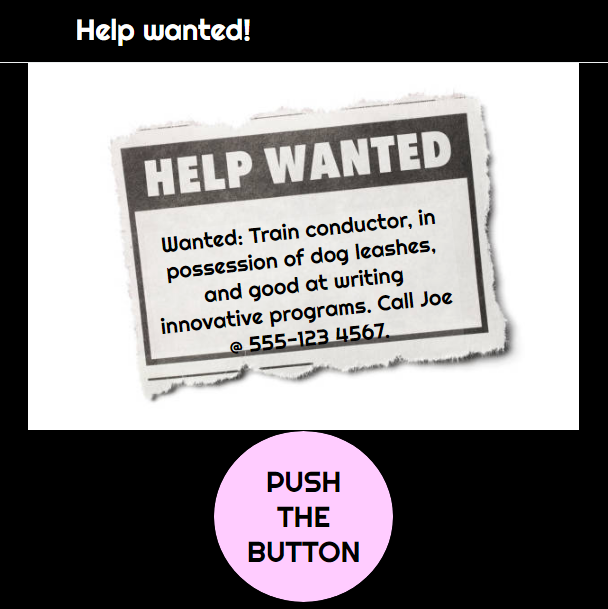 Help wanted!
HELP WANTED
Wanted: Train conductor, in
possession of dog leashes,
and good at writing
innovative programs. Call Joe
@ 555-123 4567.
PUSH
THE
BUTTON